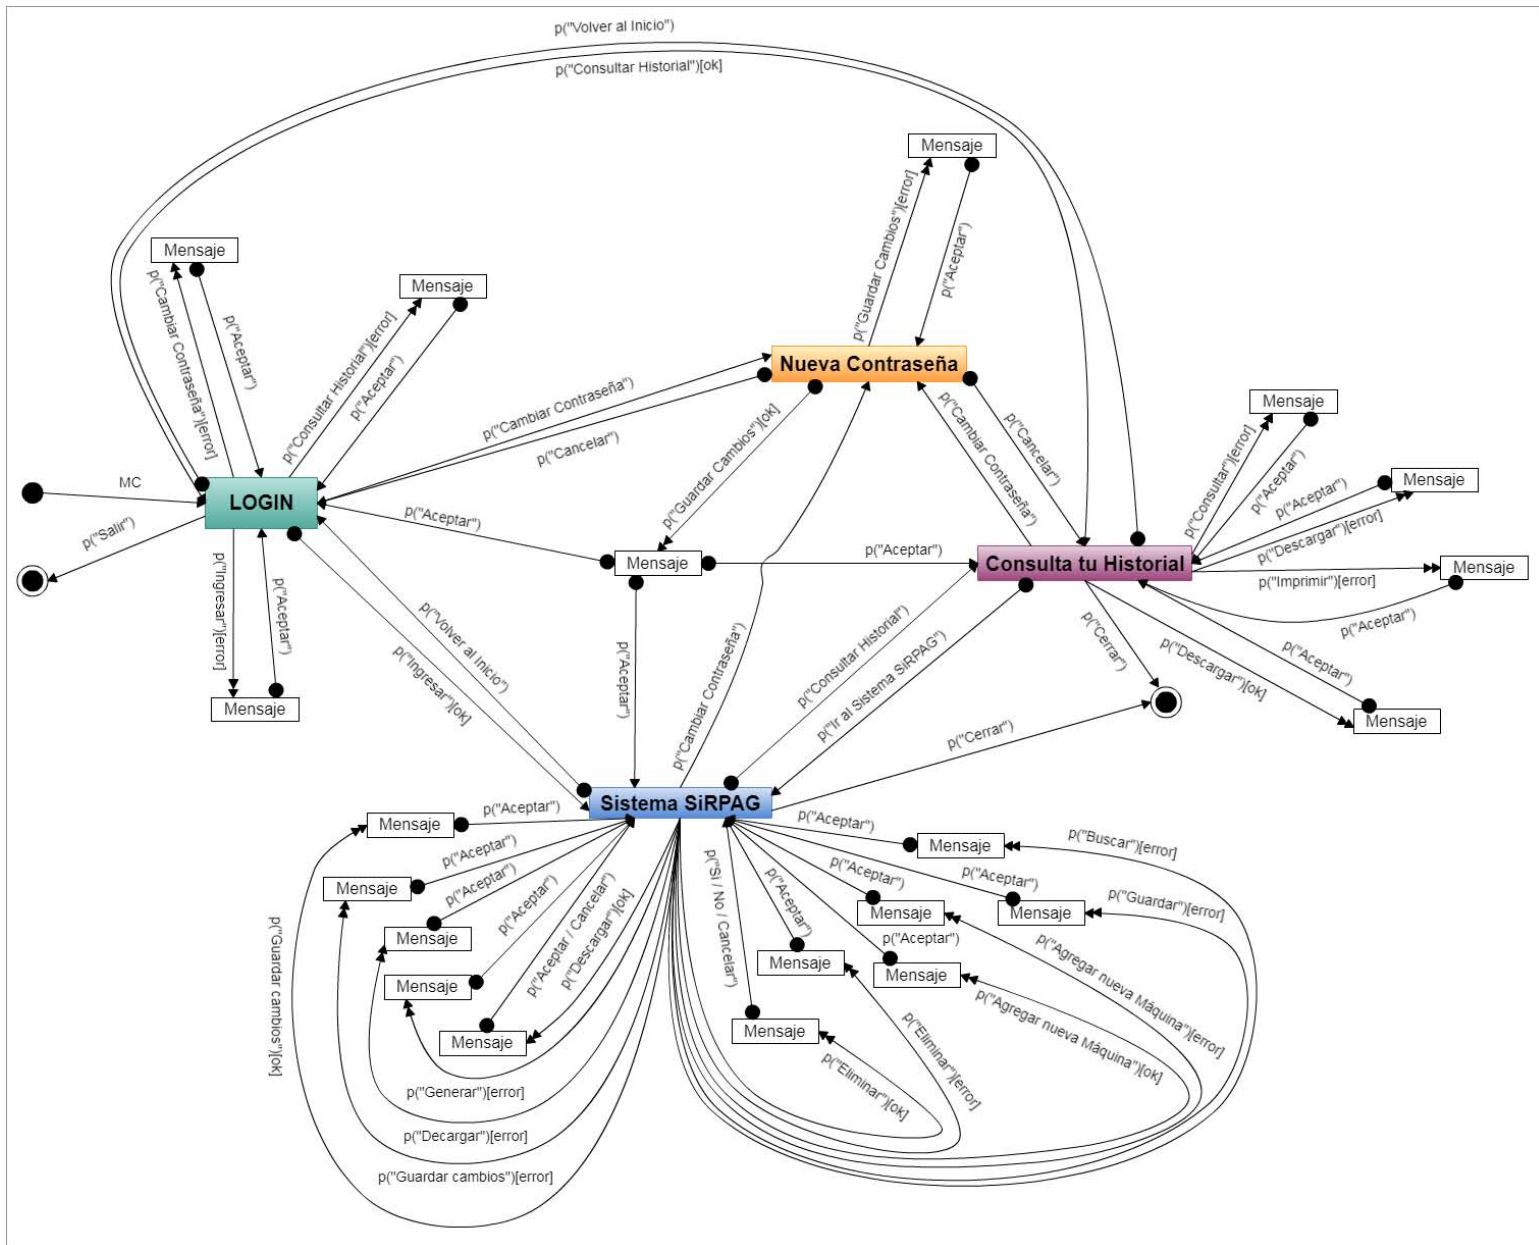 p("Volver al Inicio")
p("Consultar Historial")[ok]
Mensaje
p("Guardar Cambios")[error]
p("Aceptar")
Mensaje
p("Cambiar Contraseña")[error]
p("Aceptar")
Mensaje
p("Consultar Historial")[error]
p("Aceptar")
Nueva Contraseña
p("Cambiar Contraseña")
p("Cancelar")
p("Guardar Cambios")[ok]
p("Cambiar Contraseña")
p("Cancelar")
Mensaje
p("Consultar")[error]
p("Aceptar")
Mensaje
p("Aceptar")
p("Descargar")[error]
MC
LOGIN
p("Salir")
p("Aceptar")
Mensaje
p("Aceptar")
Consulta tu Historial
Mensaje
p("Imprimir")[error]
p("Aceptar")
p("Ingresar")[error]
p("Aceptar")
Mensaje
p("Volver al Inicio")
p("Ingresar")[ok]
p("Aceptar")
p("Cambiar Contraseña")
p("Consultar Historial")
p("Ir al Sistema SiRPAG")
p("Cerrar")
p("Cerrar")
p("Descargar")[ok]
p("Aceptar")
Mensaje
Sistema SiRPAG
Mensaje
p("Aceptar")
Mensaje
p("Aceptar")
Mensaje
p("Aceptar")
Mensaje
p("Aceptar")
Mensaje
p("Aceptar / Cancelar")
p("Descargar")[ok]
p("Guardar cambios")[ok]
p("Generar")[error]
p("Decargar")[error]
p("Guardar cambios")[error]
p("Si / No / Cancelar")
Mensaje
p("Eliminar")[ok]
p("Aceptar")
Mensaje
p("Eliminar")[error]
p("Aceptar")
Mensaje
p("Buscar")[error]
p("Aceptar")
Mensaje
p("Agregar nueva Máquina")[error]
p("Aceptar")
Mensaje
p("Guardar")[error]
p("Aceptar")
Mensaje
p("Agregar nueva Máquina")[ok]